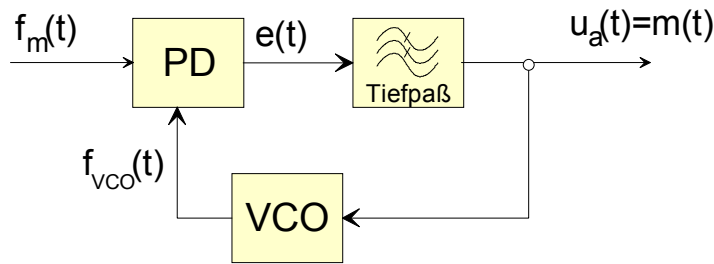 f_m(t)
PD
e(t)
Tiefpaß
u_a(t)=m(t)
f_VCO(t)
VCO